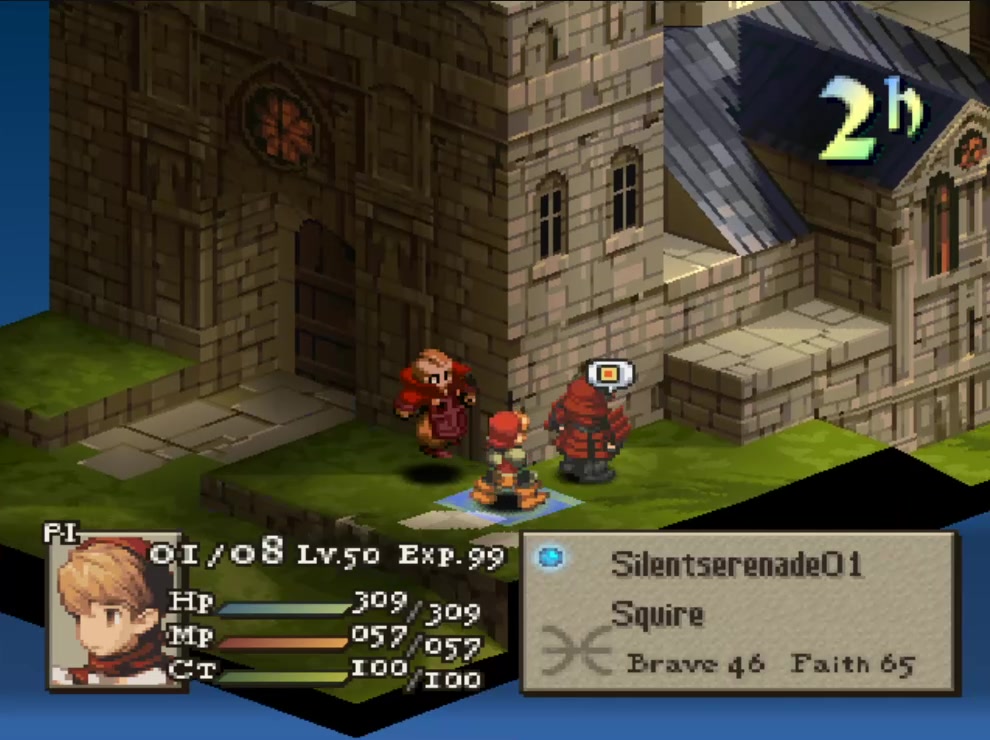 2h
P.I
01/08 Lv.50 Exp.99
Hp 309/309
Mp 057/057
CT 100/100
Silentserenade01
Squire
Brave 46 Faith 65